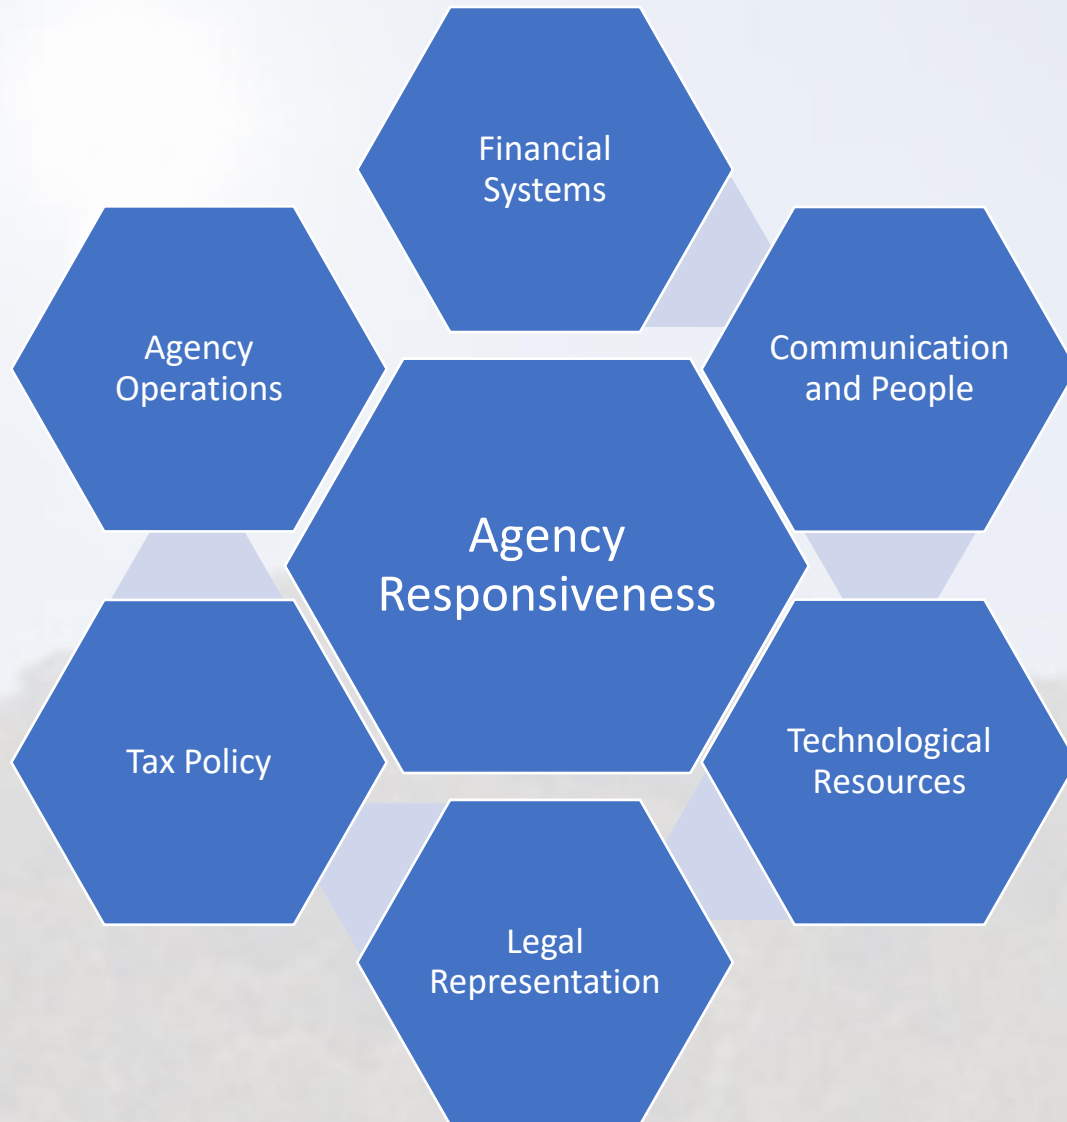 Financial
Systems
Communication
and People
Technological
Resources
Legal
Representation
Tax Policy
Agency
Operations
Agency
Responsiveness